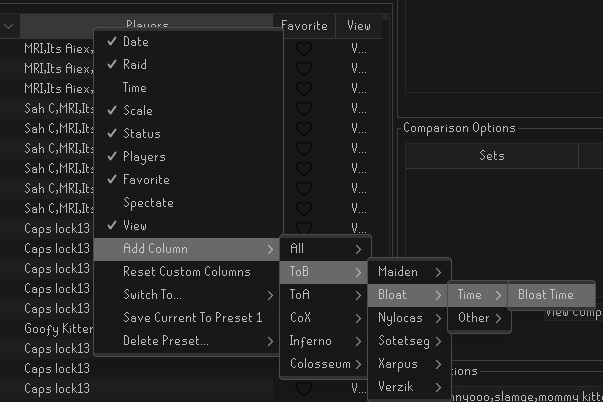 Players
Favorite
View
MRI,Its Aiex,
V...
MRI,Its Aiex,
V...
MRI,Its Aiex,
V...
Sah C,MRI,Its
V...
Sah C,MRI,Its
V...
Sah C,MRI,Its
V...
Sah C,MRI,Its
V...
Sah C,MRI,Its
V...
Sah C,MRI,Its
V...
Caps lock13
V...
Caps lock13
Caps lock13
Caps lock13
Caps lock13
Goofy Kitten
Caps lock13
Caps lock13
Caps lock13
V...
Date
Raid
Time
Scale
Status
Players
Favorite
Spectate
View
Add Column
Reset Custom Columns
Switch To...
Save Current To Preset 1
Delete Preset...
All
ToB
ToA
CoX
Inferno
Colosseum
Maiden
Bloat
Nylocas
Sotetseg
Xarpus
Verzik
Time
Other
Bloat Time
Comparison Options
Sets
View Comp
tions
nnyooo,slamge,mommy kitte